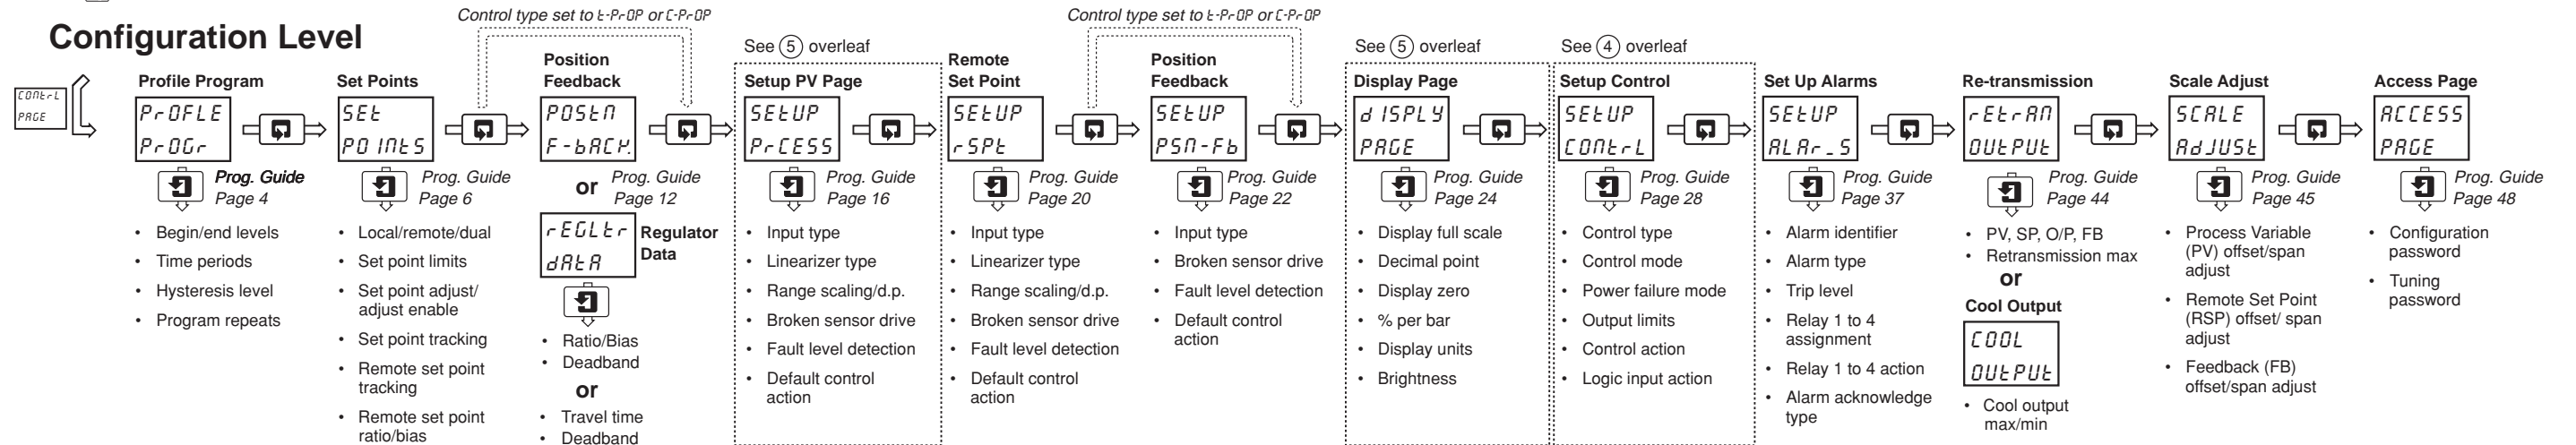 Configuration Level
CONtrL
PAGE
Control type set to t-PrOP or C-PrOP
Control type set to t-PrOP or C-PrOP
Profile Program
PrOFLE
PrOGr
Prog. Guide
Page 4
• Begin/end levels
• Time periods
• Hysteresis level
• Program repeats
Set Points
SEt
POINtS
Prog. Guide
Page 6
• Local/remote/dual
• Set point limits
• Set point adjust/
adjust enable
• Set point tracking
• Remote set point
tracking
• Remote set point
ratio/bias
Position
Feedback
POStN
F-bACK.
or
Prog. Guide
Page 12
rEGLtr
dAtA
Regulator
Data
• Ratio/Bias
• Deadband
or
• Travel time
• Deadband
See 5 overleaf
Setup PV Page
SEtUP
PrCESS
Prog. Guide
Page 16
• Input type
• Linearizer type
• Range scaling/d.p.
• Broken sensor drive
• Fault level detection
• Default control
action
Remote
Set Point
SEtUP
rSPt
Prog. Guide
Page 20
• Input type
• Linearizer type
• Range scaling/d.p.
• Broken sensor drive
• Fault level detection
• Default control
action
Position
Feedback
SEtUP
PSN-Fb
Prog. Guide
Page 22
• Input type
• Broken sensor drive
• Fault level detection
• Default control
action
See 5 overleaf
Display Page
dISPLY
PAGE
Prog. Guide
Page 24
• Display full scale
• Decimal point
• Display zero
• % per bar
• Display units
• Brightness
See 4 overleaf
Setup Control
SEtUP
CONtrL
Prog. Guide
Page 28
• Control type
• Control mode
• Power failure mode
• Output limits
• Control action
• Logic input action
Set Up Alarms
SEtUP
ALAr_S
Prog. Guide
Page 37
• Alarm identifier
• Alarm type
• Trip level
• Relay 1 to 4
assignment
• Relay 1 to 4 action
• Alarm acknowledge
type
Re-transmission
rEtrAN
OUtPUt
Prog. Guide
Page 44
• PV, SP, O/P, FB
• Retransmission max
or
Cool Output
COOL
OUtPUt
• Cool output
max/min
Scale Adjust
SCALE
AdJUSt
Prog. Guide
Page 45
• Process Variable
(PV) offset/span
adjust
• Remote Set Point
(RSP) offset/ span
adjust
• Feedback (FB)
offset/span adjust
Access Page
ACCESS
PAGE
Prog. Guide
Page 48
• Configuration
password
• Tuning
password